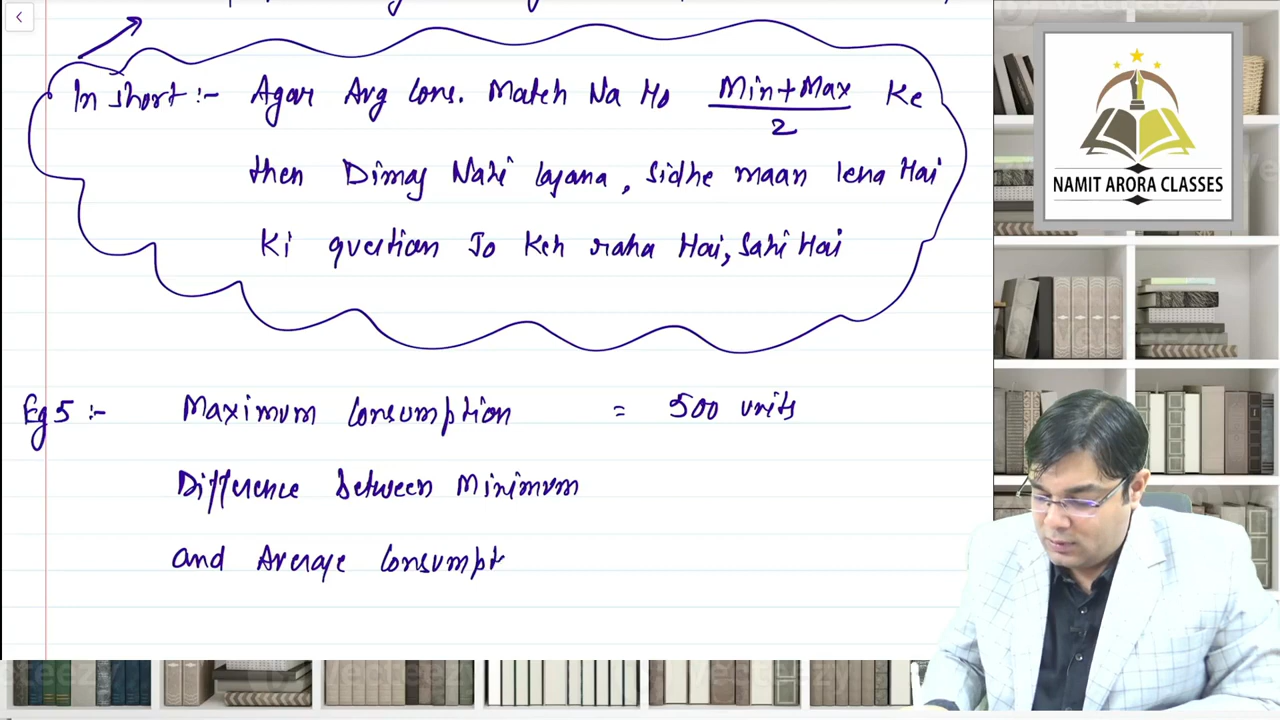 In short :- Agar Avg Cons. Match Na Ho Min+Max/2 Ke
then Dimag Nahi lagana, Sidhe maan lena Hai
Ki question Jo Keh raha Hai, Sahi Hai
Eg 5 :- Maximum Consumption = 500 units
Difference between Minimum
and Average Consumpt
NAMIT ARORA CLASSES